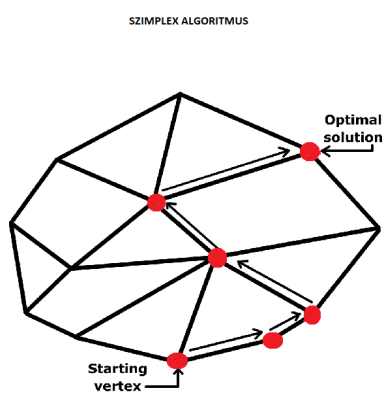 SZIMPLEX ALGORITMUS
Optimal
solution
Starting
vertex